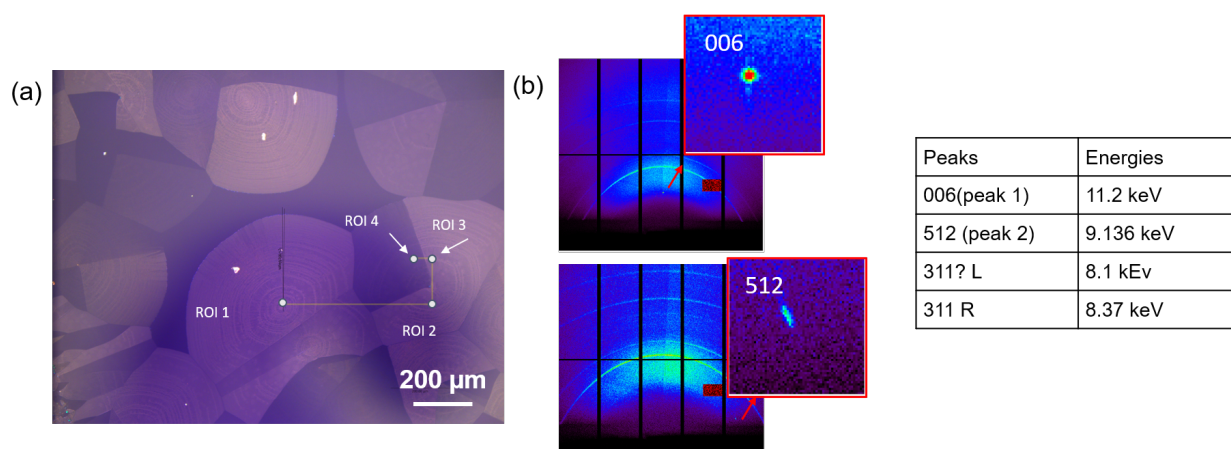 (a)
ROI 4
ROI 3
ROI 1
ROI 2
200 µm
(b)
006
512
Peaks Energies
006(peak 1) 11.2 keV
512 (peak 2) 9.136 keV
311? L 8.1 kEv
311 R 8.37 keV